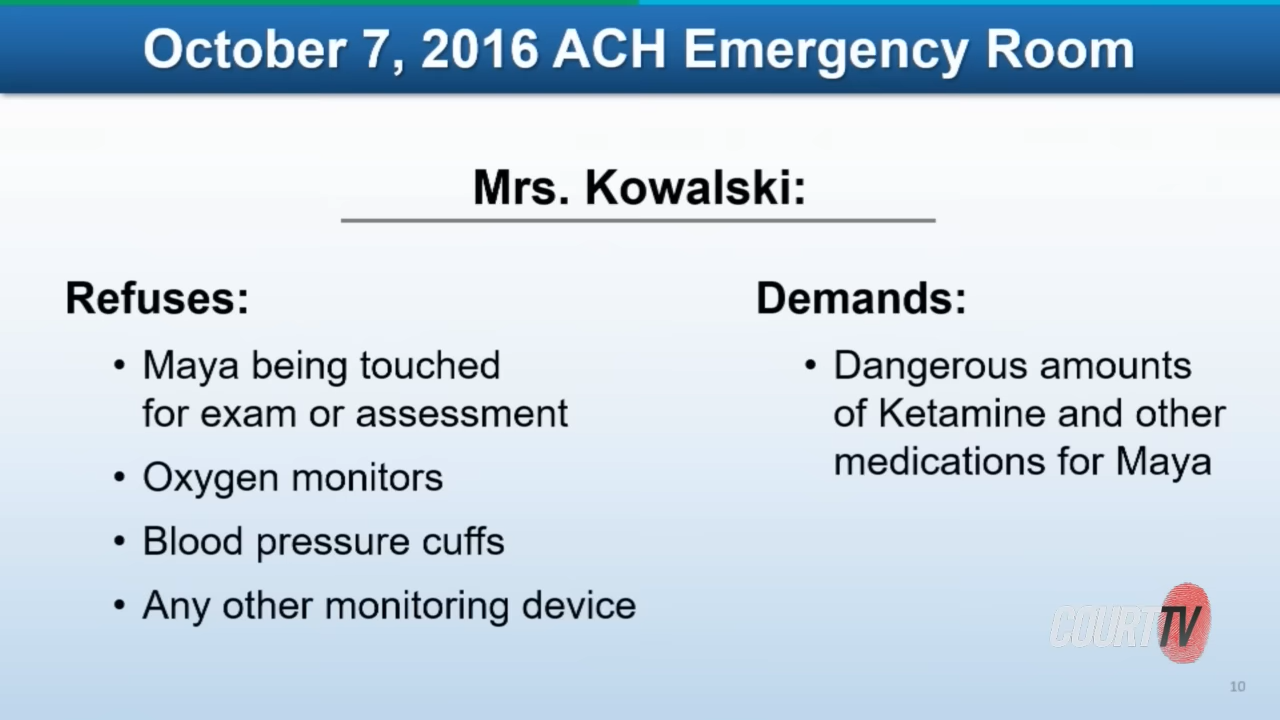 October 7, 2016 ACH Emergency Room
Mrs. Kowalski:
Refuses:
• Maya being touched
for exam or assessment
• Oxygen monitors
• Blood pressure cuffs
• Any other monitoring device
Demands:
• Dangerous amounts
of Ketamine and other
medications for Maya
COURT TV
10